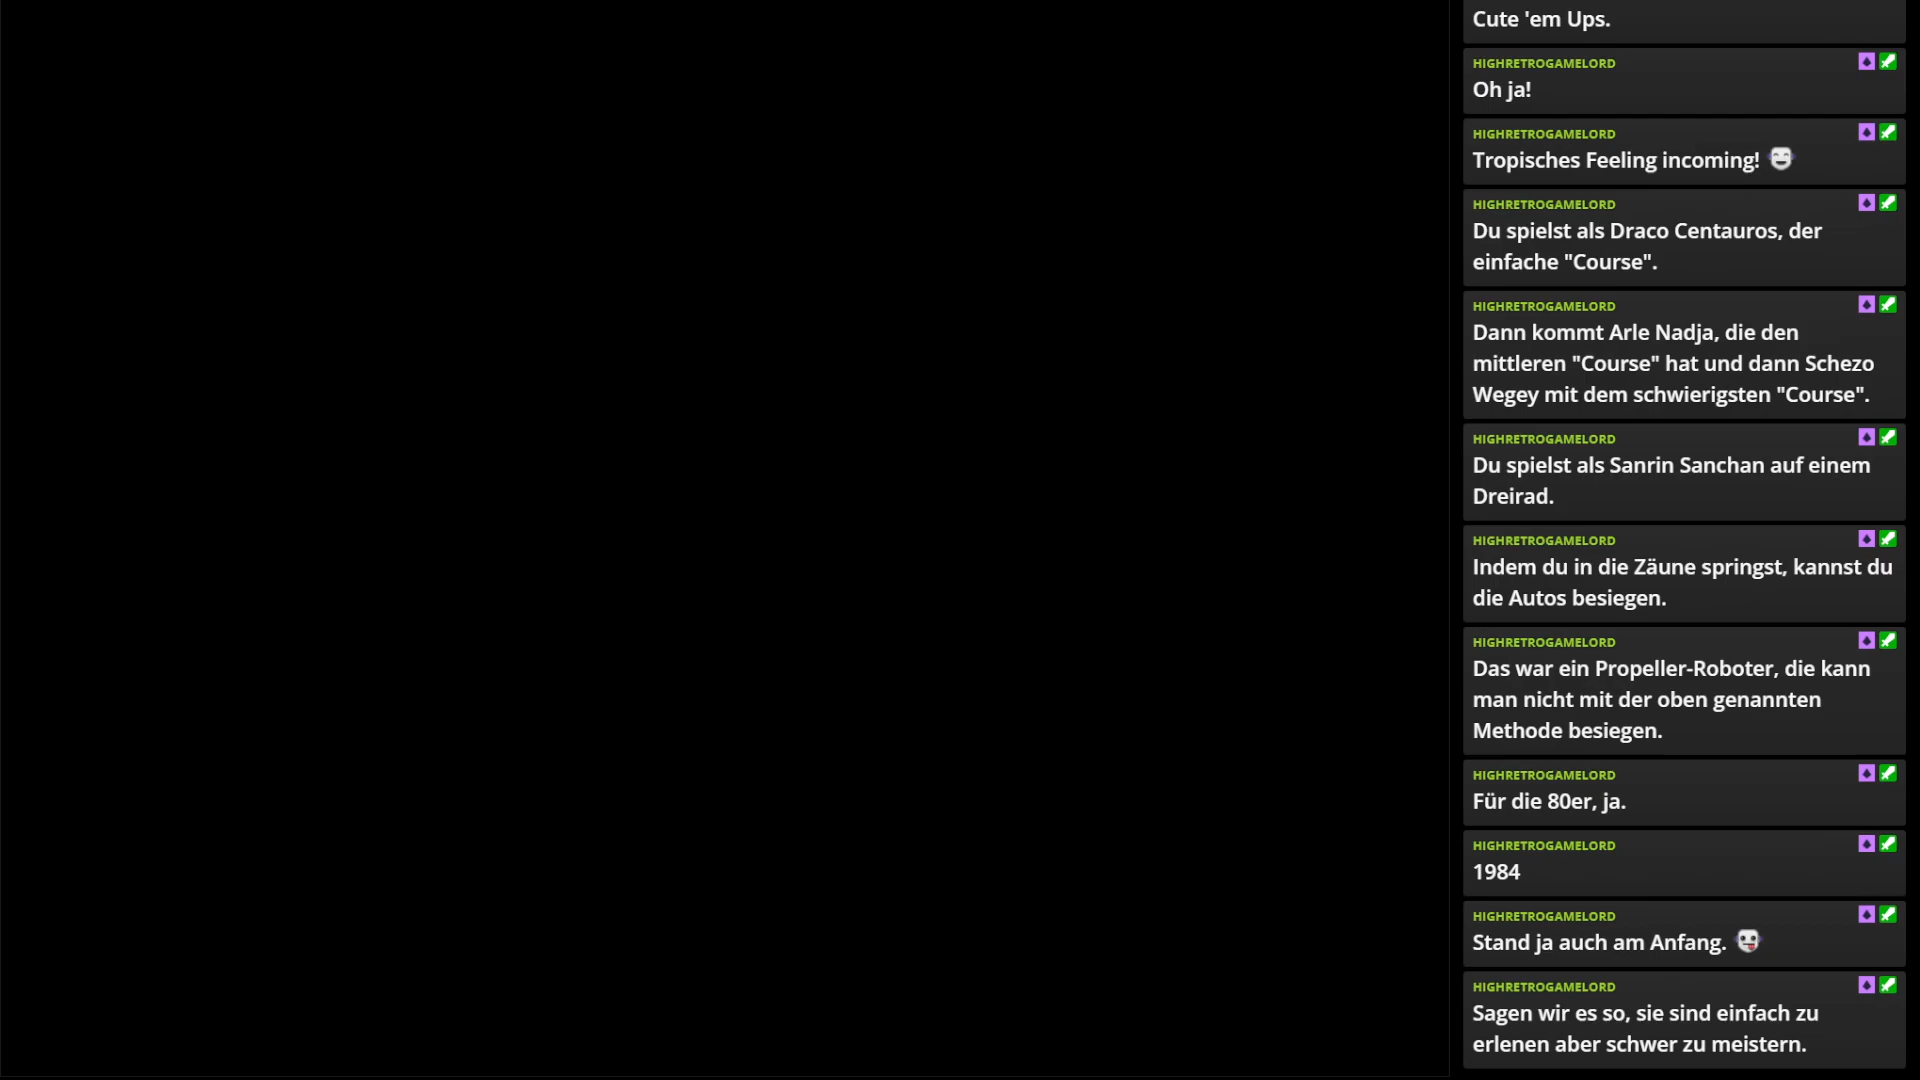 Cute 'em Ups.
HIGHRETROGAMELORD
Oh ja!
HIGHRETROGAMELORD
Tropisches Feeling incoming!
HIGHRETROGAMELORD
Du spielst als Draco Centauros, der
einfache "Course".
HIGHRETROGAMELORD
Dann kommt Arle Nadja, die den
mittleren "Course" hat und dann Schezo
Wegey mit dem schwierigsten "Course".
HIGHRETROGAMELORD
Du spielst als Sanrin Sanchan auf einem
Dreirad.
HIGHRETROGAMELORD
Indem du in die Zäune springst, kannst du
die Autos besiegen.
HIGHRETROGAMELORD
Das war ein Propeller-Roboter, die kann
man nicht mit der oben genannten
Methode besiegen.
HIGHRETROGAMELORD
Für die 80er, ja.
HIGHRETROGAMELORD
1984
HIGHRETROGAMELORD
Stand ja auch am Anfang.
HIGHRETROGAMELORD
Sagen wir es so, sie sind einfach zu
erlenen aber schwer zu meistern.